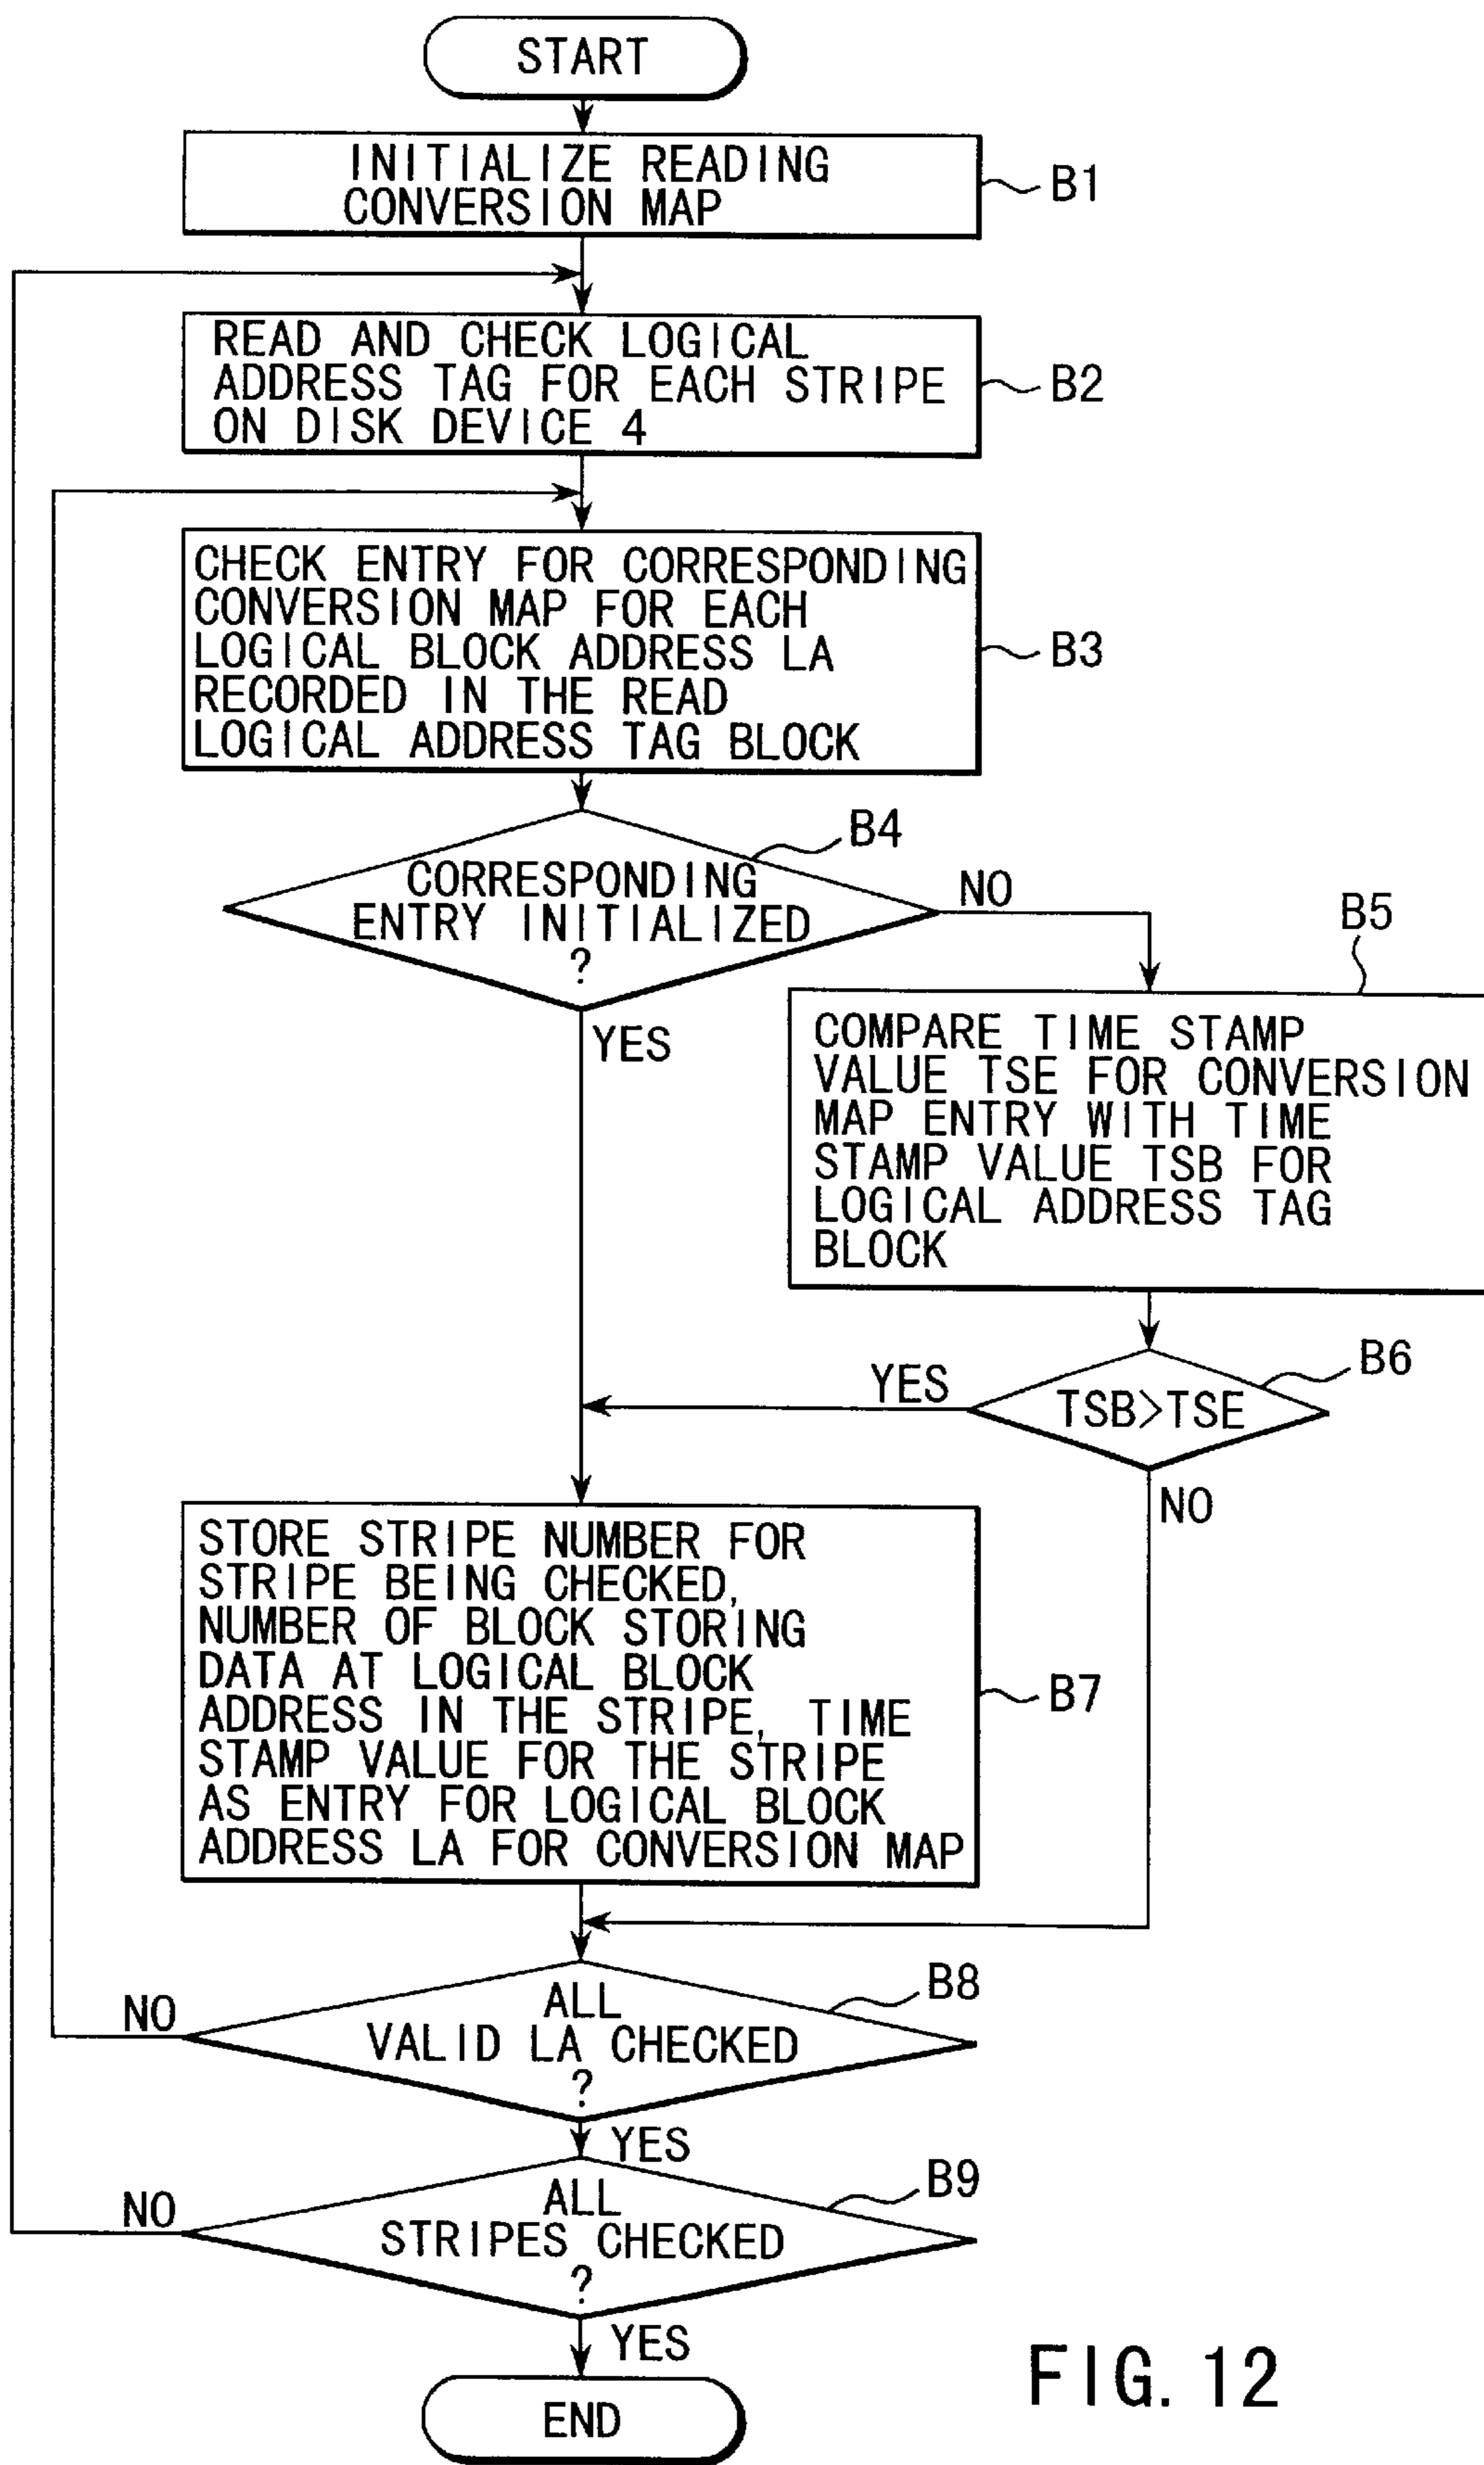 START
INITIALIZE READING
CONVERSION MAP
B1
READ AND CHECK LOGICAL
ADDRESS TAG FOR EACH STRIPE
ON DISK DEVICE 4
B2
CHECK ENTRY FOR CORRESPONDING
CONVERSION MAP FOR EACH
LOGICAL BLOCK ADDRESS LA
RECORDED IN THE READ
LOGICAL ADDRESS TAG BLOCK
B3
B4
CORRESPONDING
ENTRY INITIALIZED
?
NO
YES
B5
COMPARE TIME STAMP
VALUE TSE FOR CONVERSION
MAP ENTRY WITH TIME
STAMP VALUE TSB FOR
LOGICAL ADDRESS TAG
BLOCK
B6
TSB>TSE
YES
NO
STORE STRIPE NUMBER FOR
STRIPE BEING CHECKED,
NUMBER OF BLOCK STORING
DATA AT LOGICAL BLOCK
ADDRESS IN THE STRIPE, TIME
STAMP VALUE FOR THE STRIPE
AS ENTRY FOR LOGICAL BLOCK
ADDRESS LA FOR CONVERSION MAP
B7
B8
ALL
VALID LA CHECKED
?
NO
YES
B9
ALL
STRIPES CHECKED
?
NO
YES
END
FIG. 12